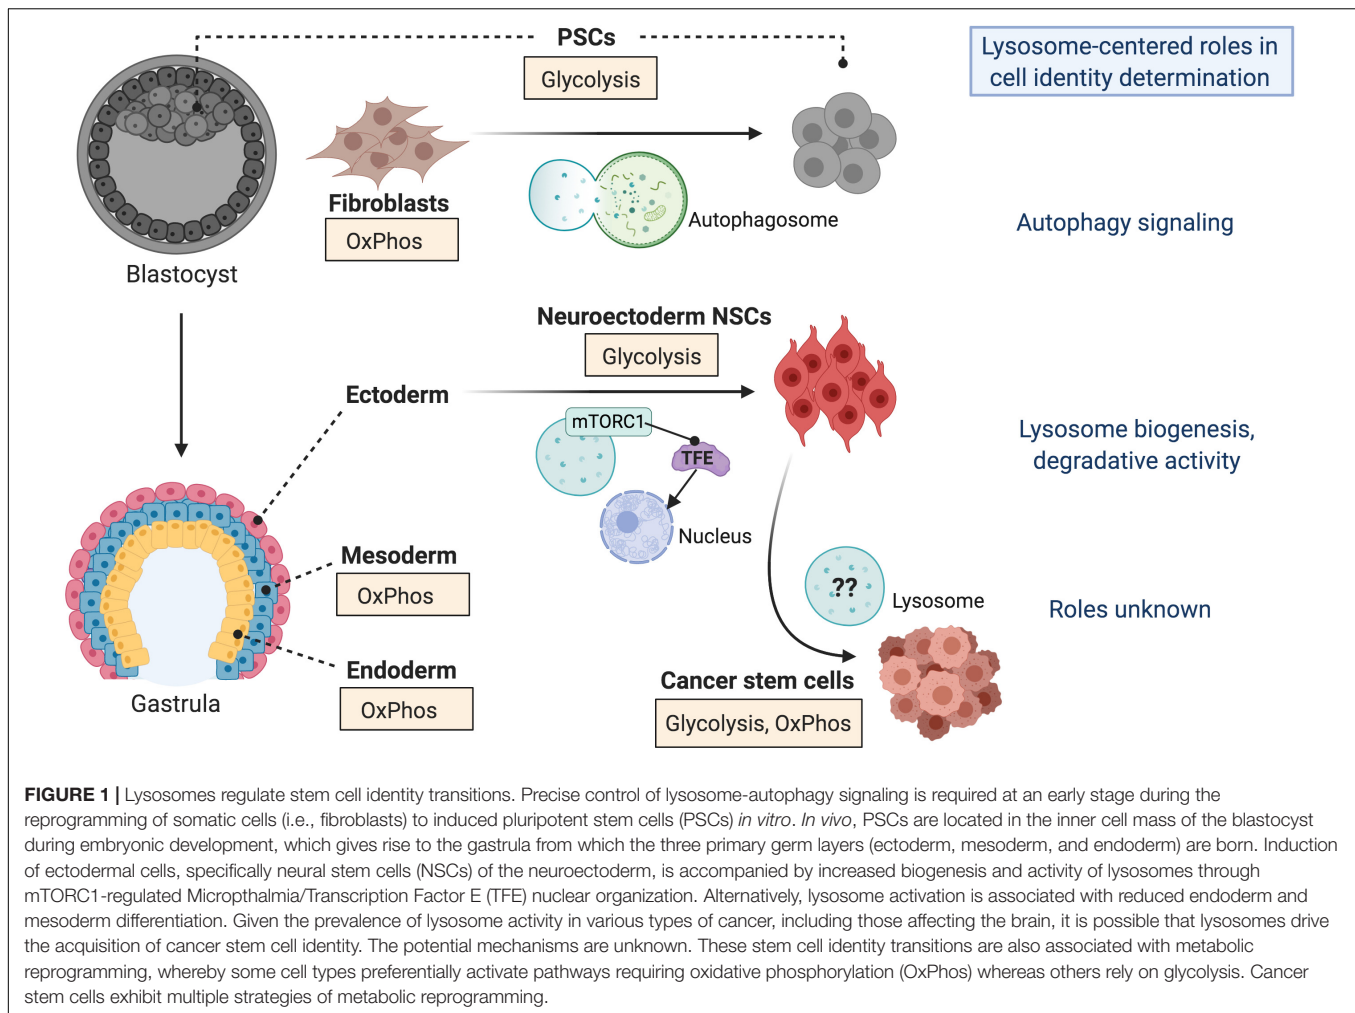 PSCs
Glycolysis
Lysosome-centered roles in
cell identity determination
Fibroblasts
OxPhos
Autophagosome
Autophagy signaling
Blastocyst
Neuroectoderm NSCs
Glycolysis
Ectoderm
mTORC1
TFE
Nucleus
Lysosome biogenesis,
degradative activity
Mesoderm
OxPhos
??
Lysosome
Roles unknown
Endoderm
OxPhos
Gastrula
Cancer stem cells
Glycolysis, OxPhos
FIGURE 1 | Lysosomes regulate stem cell identity transitions. Precise control of lysosome-autophagy signaling is required at an early stage during the
reprogramming of somatic cells (i.e., fibroblasts) to induced pluripotent stem cells (PSCs) in vitro. In vivo, PSCs are located in the inner cell mass of the blastocyst
during embryonic development, which gives rise to the gastrula from which the three primary germ layers (ectoderm, mesoderm, and endoderm) are born. Induction
of ectodermal cells, specifically neural stem cells (NSCs) of the neuroectoderm, is accompanied by increased biogenesis and activity of lysosomes through
mTORC1-regulated Micropthalmia/Transcription Factor E (TFE) nuclear organization. Alternatively, lysosome activation is associated with reduced endoderm and
mesoderm differentiation. Given the prevalence of lysosome activity in various types of cancer, including those affecting the brain, it is possible that lysosomes drive
the acquisition of cancer stem cell identity. The potential mechanisms are unknown. These stem cell identity transitions are also associated with metabolic
reprogramming, whereby some cell types preferentially activate pathways requiring oxidative phosphorylation (OxPhos) whereas others rely on glycolysis. Cancer
stem cells exhibit multiple strategies of metabolic reprogramming.